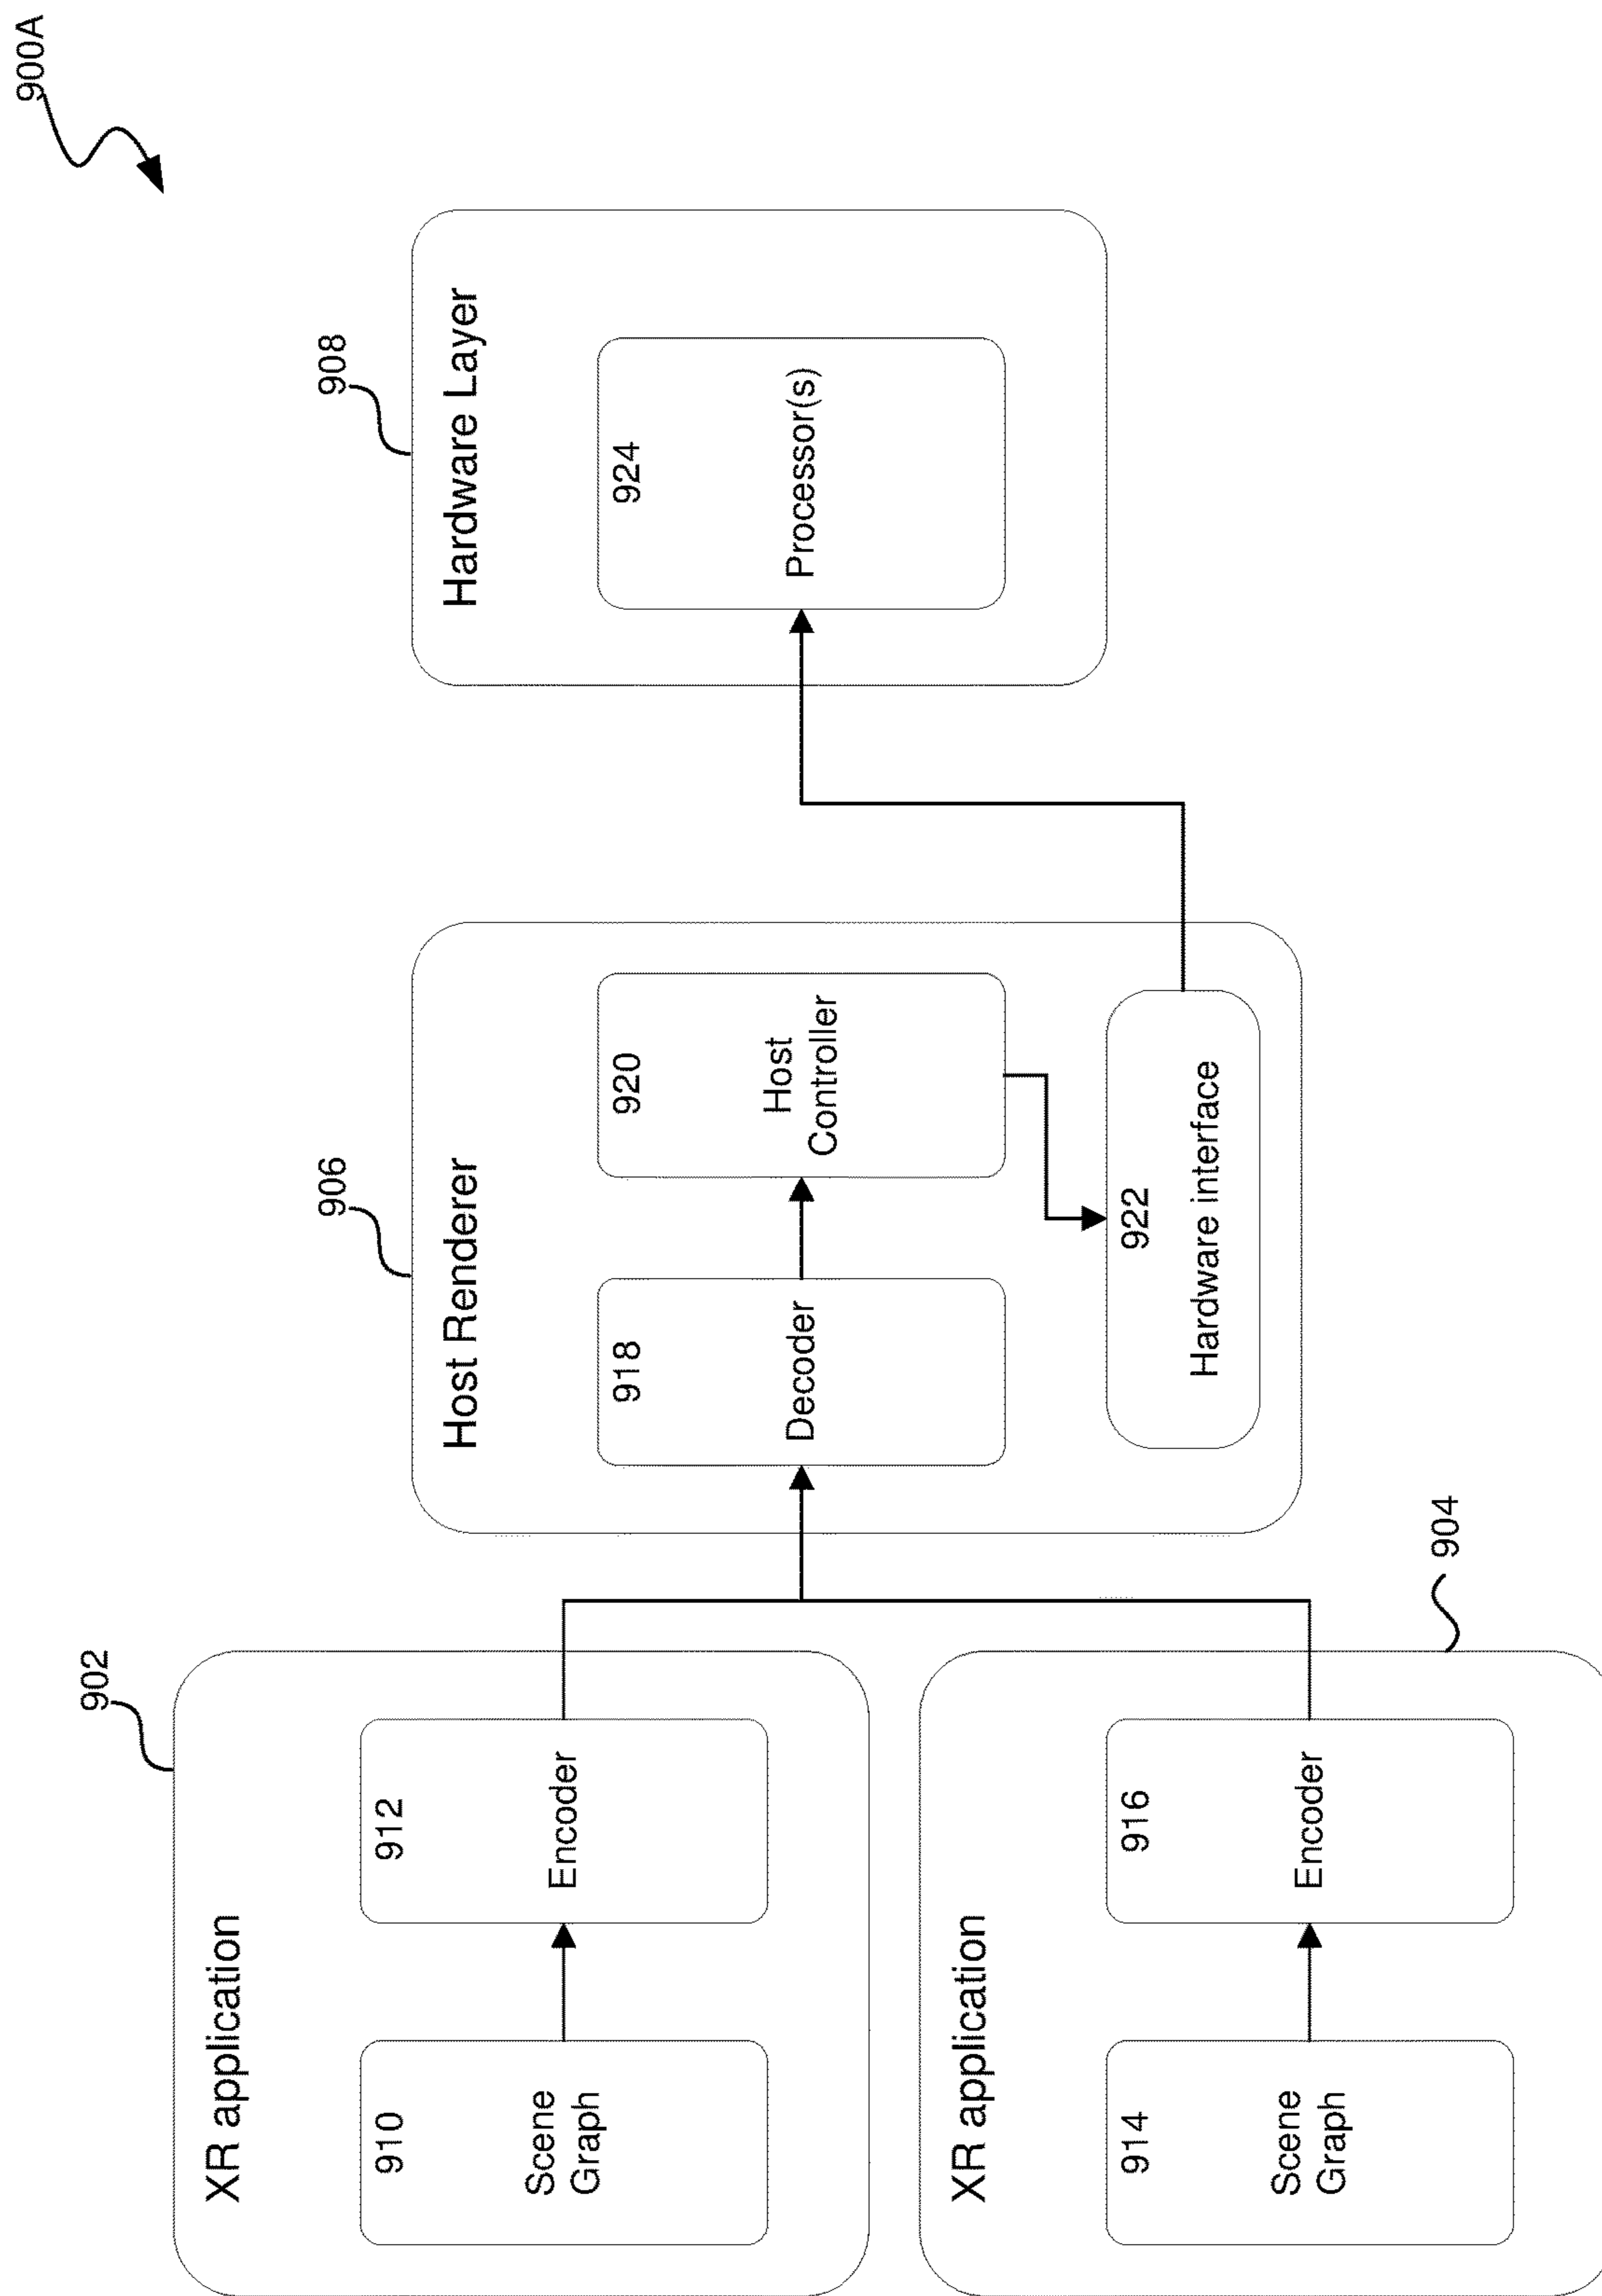 900A
902
XR application
910
Scene
Graph
912
Encoder
904
XR application
914
Scene
Graph
916
Encoder
906
Host Renderer
918
Decoder
920
Host
Controller
922
Hardware interface
908
Hardware Layer
924
Processor(s)